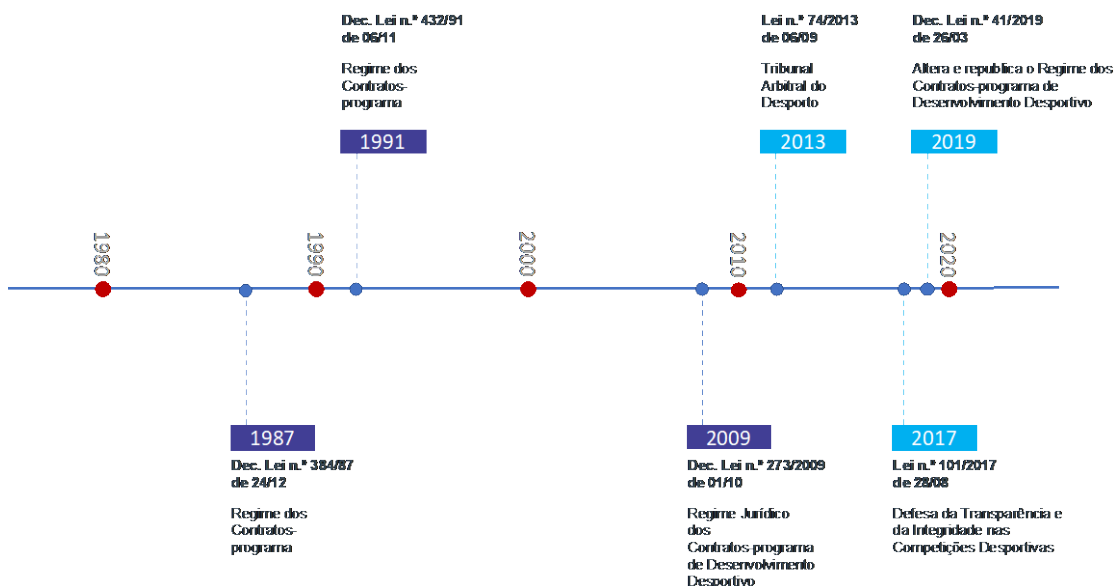 Dec. Lei n.º 432/91
de 06/11
Regime dos
Contratos-
programa
1991
Lei n.º 74/2013
de 06/09
Tribunal
Arbitral do
Desporto
2013
Dec. Lei n.º 41/2019
de 26/03
Altera e republica o Regime dos
Contratos-programa de
Desenvolvimento Desportivo
2019
1980
1990
2000
2010
2020
1987
Dec. Lei n.º 384/87
de 24/12
Regime dos
Contratos-
programa
2009
Dec. Lei n.º 273/2009
de 01/10
Regime Jurídico
dos
Contratos-programa
de Desenvolvimento
Desportivo
2017
Lei n.º 101/2017
de 28/08
Defesa da Transparência e
da Integridade nas
Competições Desportivas